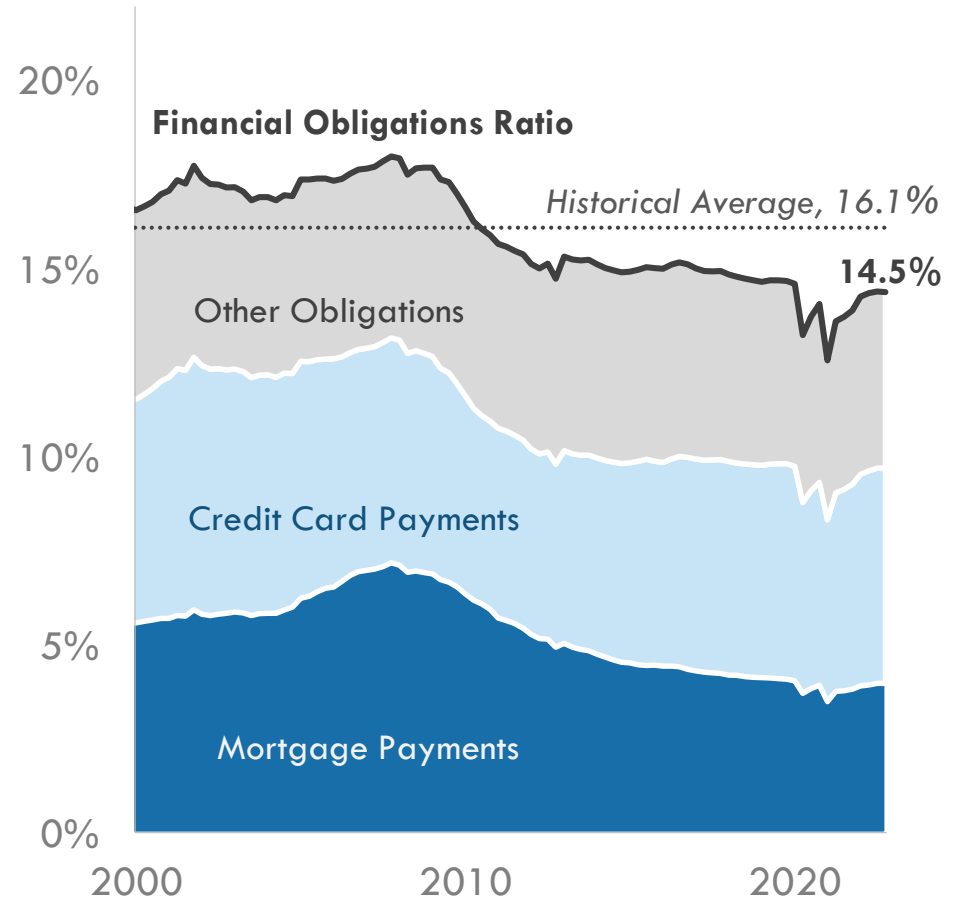 20%
Financial Obligations Ratio
Historical Average, 16.1%
15%
14.5%
Other Obligations
10%
Credit Card Payments
5%
Mortgage Payments
0%
2000 2010 2020